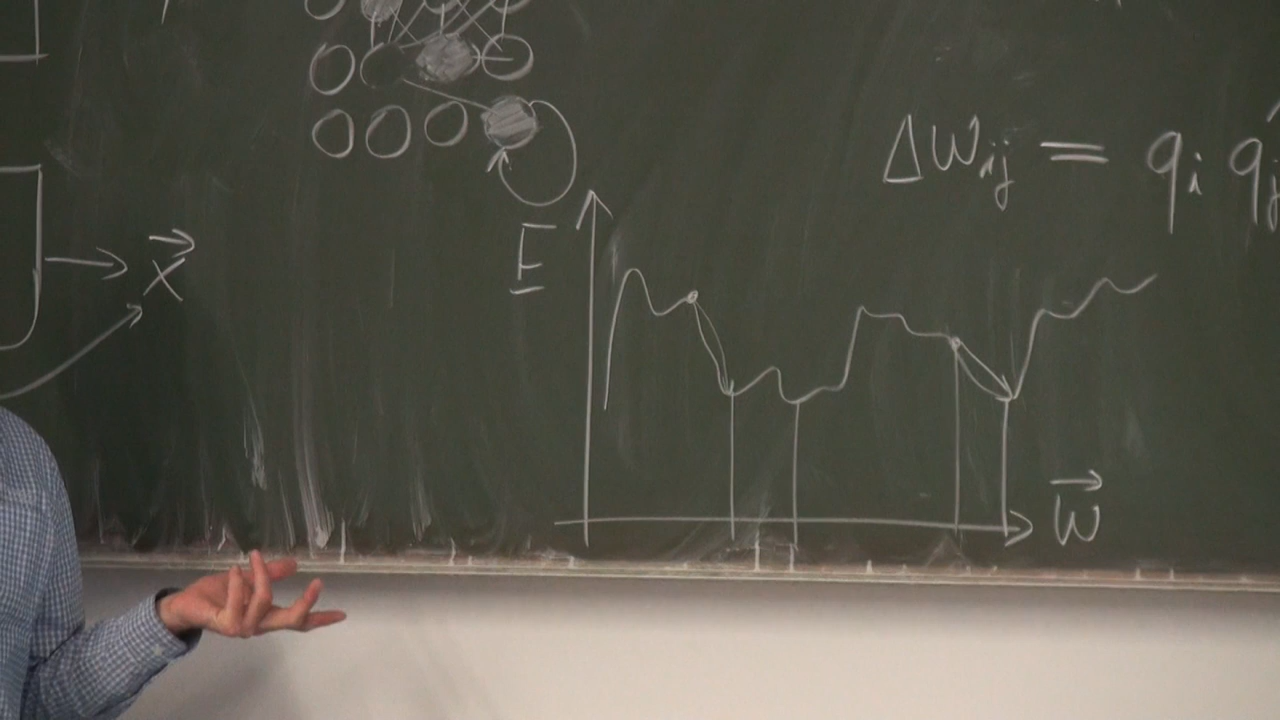 Δw_ij = q_i q_j
→ x⃗
E
w⃗